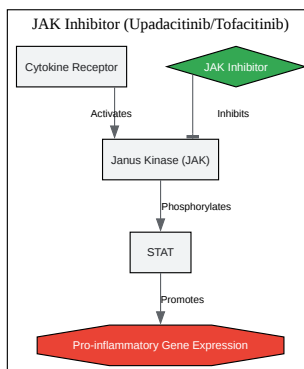 JAK Inhibitor (Upadacitinib/Tofacitinib)
Cytokine Receptor
JAK Inhibitor
Activates
Inhibits
Janus Kinase (JAK)
Phosphorylates
STAT
Promotes
Pro-inflammatory Gene Expression